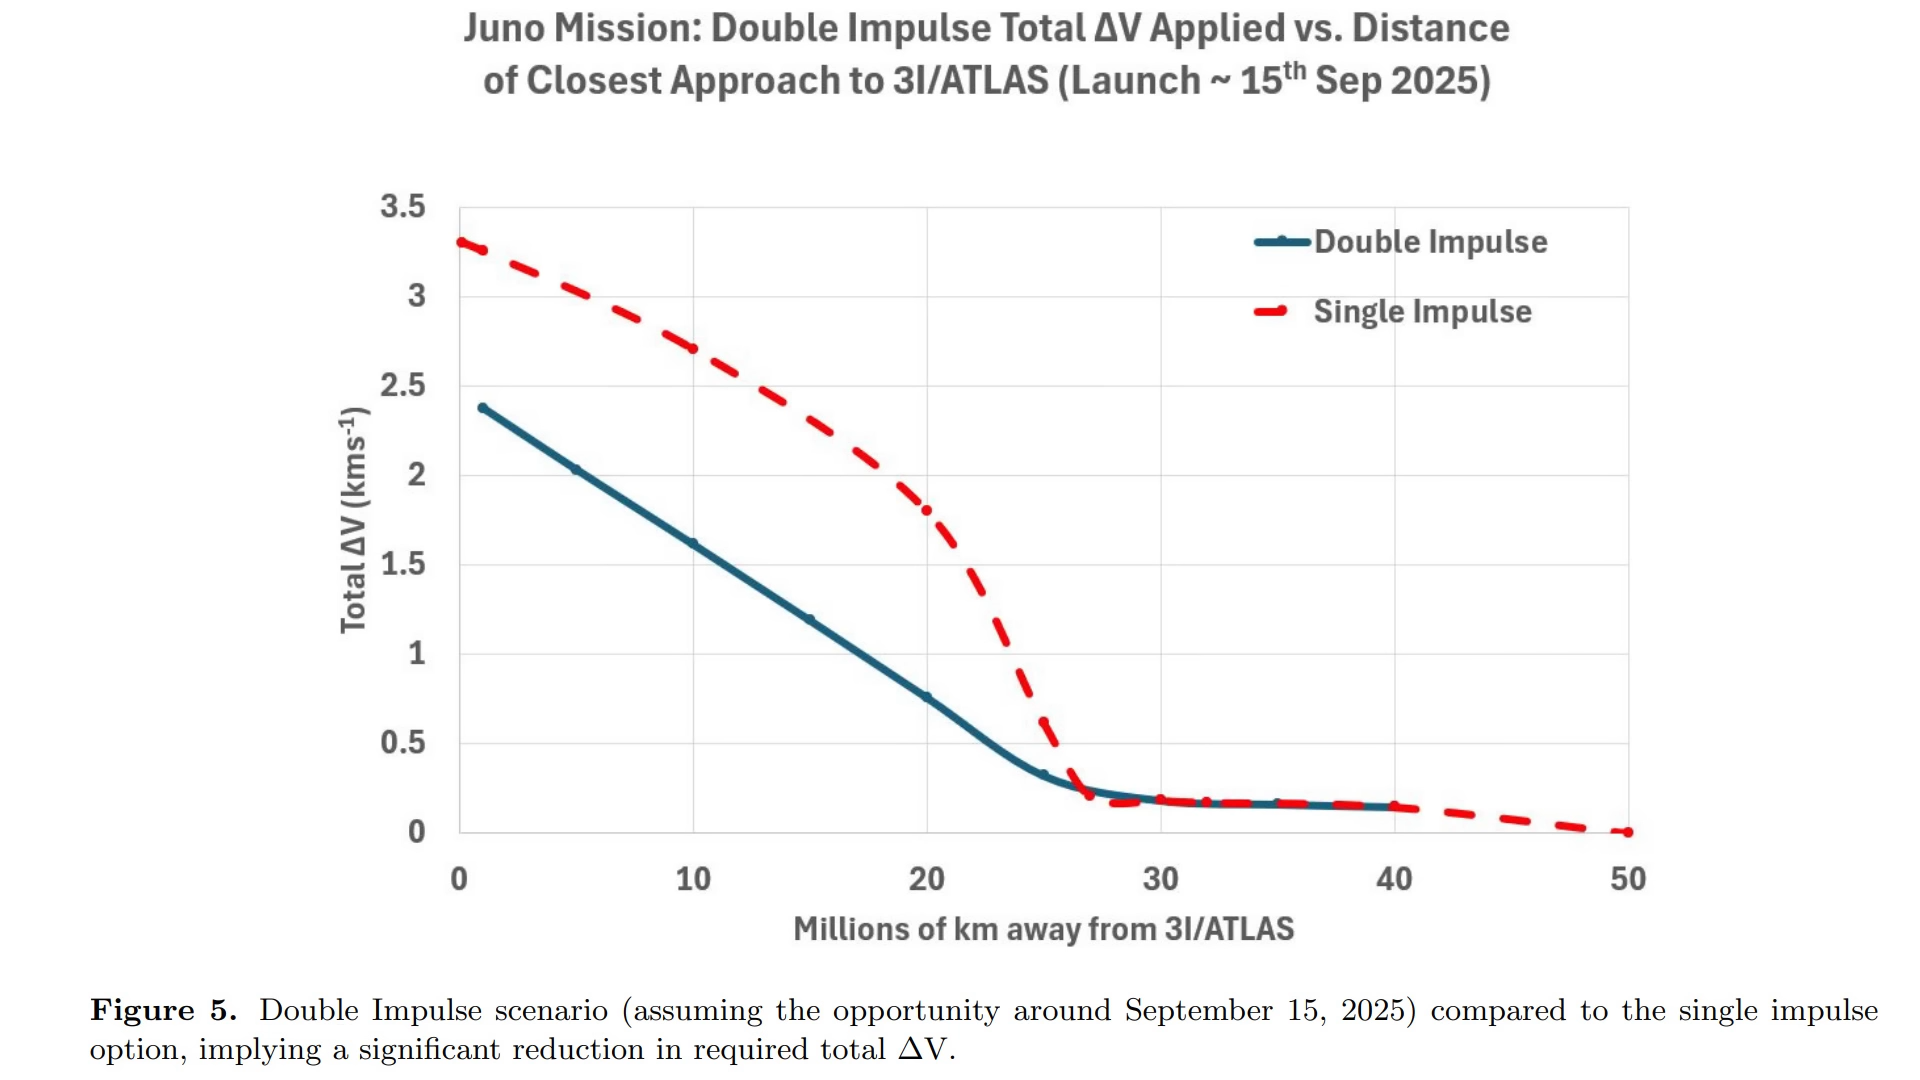 Juno Mission: Double Impulse Total ΔV Applied vs. Distance
of Closest Approach to 3I/ATLAS (Launch ~ 15th Sep 2025)
3.5
3
2.5
2
1.5
1
0.5
0
Total ΔV (kms-1)
Double Impulse
Single Impulse
0 10 20 30 40 50
Millions of km away from 3I/ATLAS
Figure 5. Double Impulse scenario (assuming the opportunity around September 15, 2025) compared to the single impulse
option, implying a significant reduction in required total ΔV.